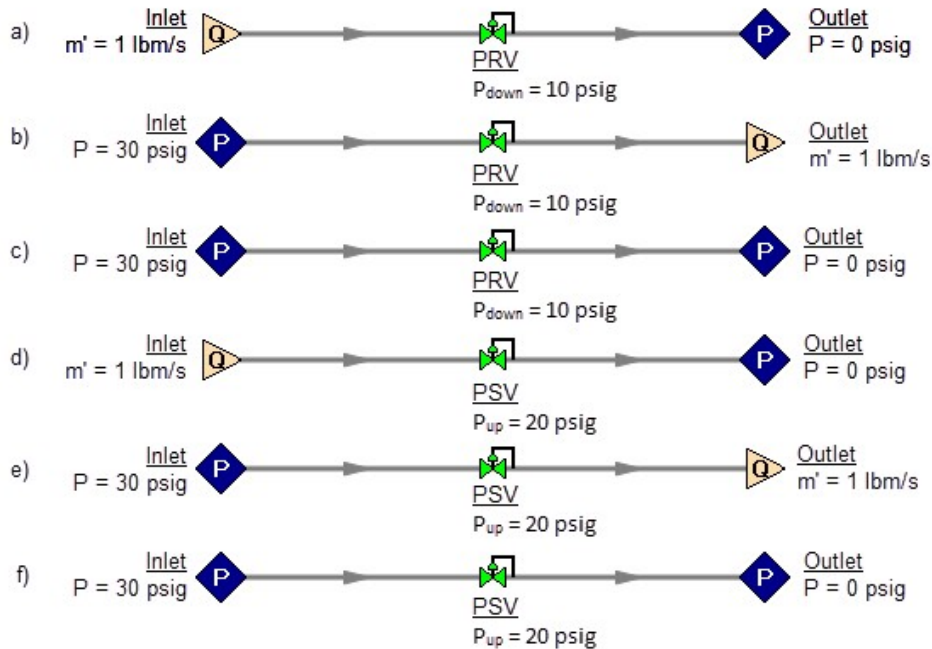 a)
Inlet
m' = 1 lbm/s
Q
PRV
Pdown = 10 psig
P
Outlet
P = 0 psig
b)
Inlet
P = 30 psig
P
PRV
Pdown = 10 psig
Q
Outlet
m' = 1 lbm/s
c)
Inlet
P = 30 psig
P
PRV
Pdown = 10 psig
P
Outlet
P = 0 psig
d)
Inlet
m' = 1 lbm/s
Q
PSV
Pup = 20 psig
P
Outlet
P = 0 psig
e)
Inlet
P = 30 psig
P
PSV
Pup = 20 psig
Q
Outlet
m' = 1 lbm/s
f)
Inlet
P = 30 psig
P
PSV
Pup = 20 psig
P
Outlet
P = 0 psig